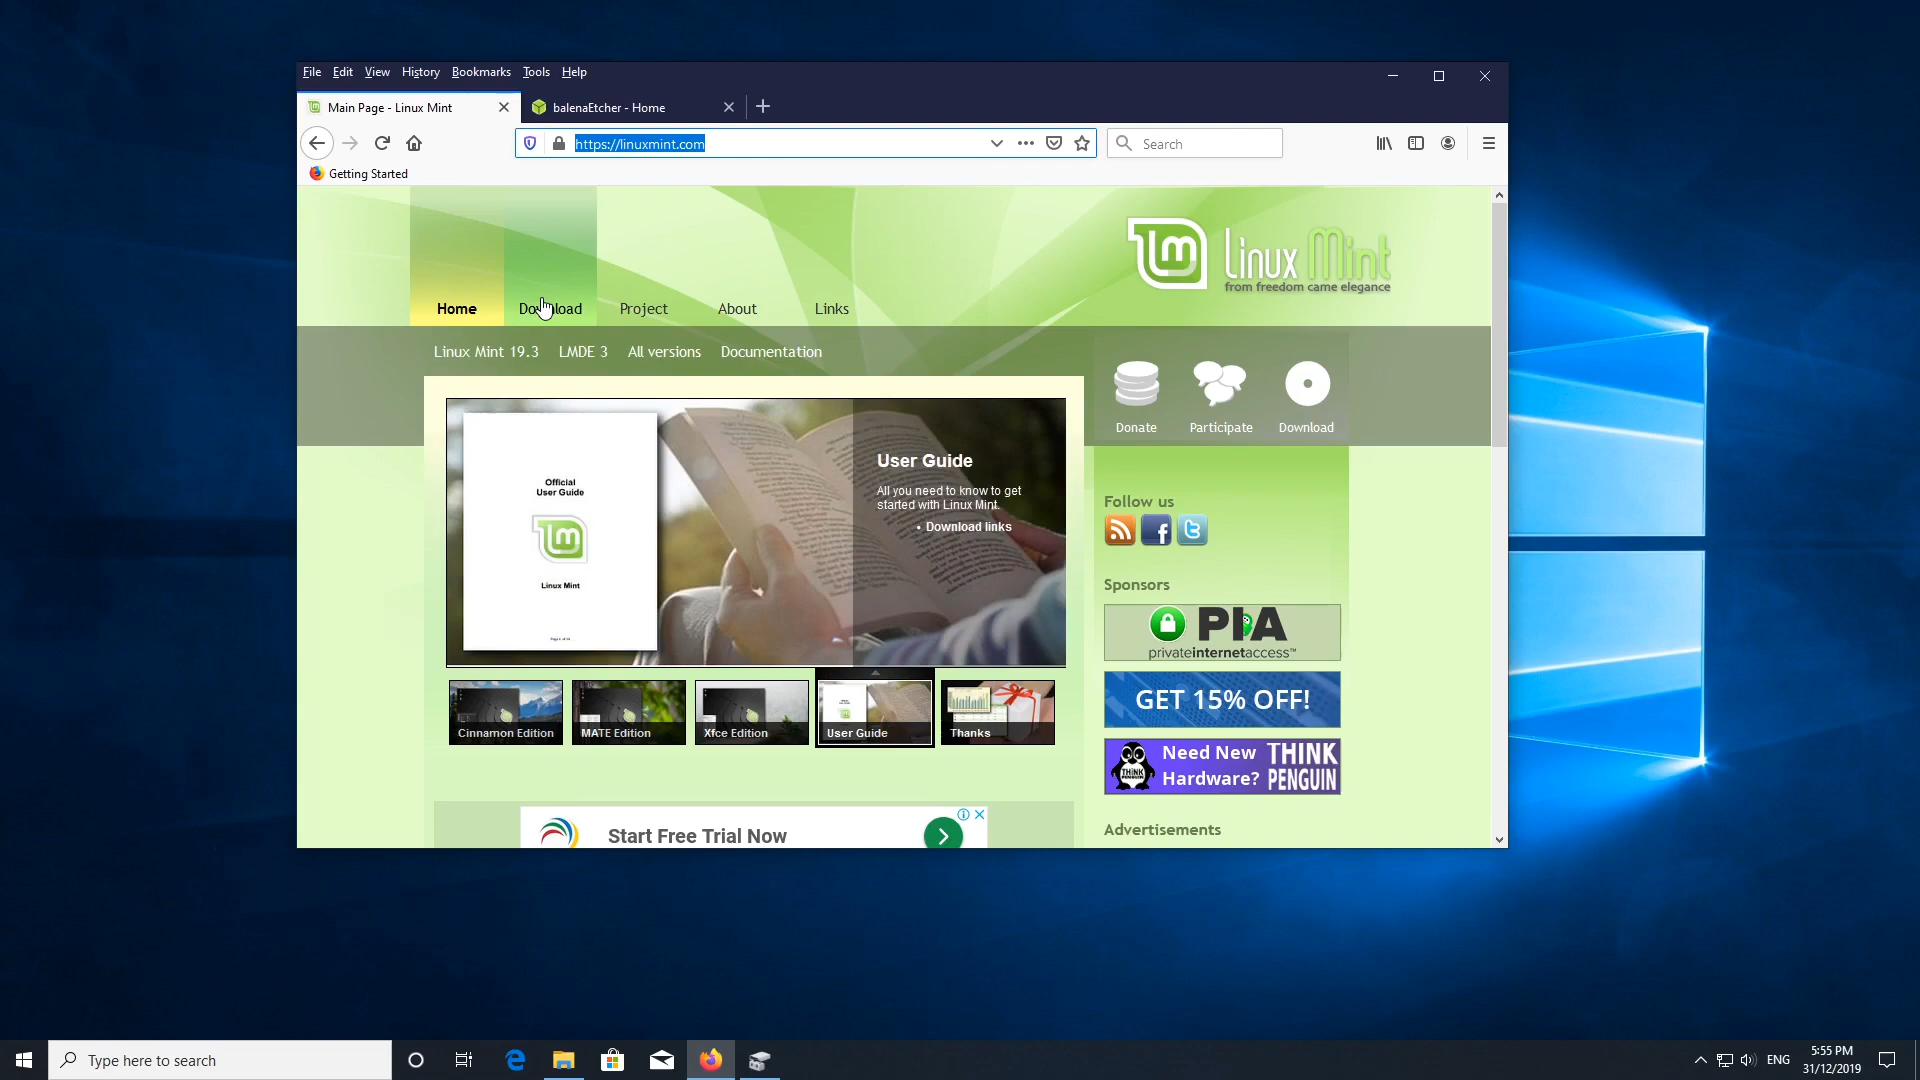 File Edit View History Bookmarks Tools Help
Main Page - Linux Mint
balenaEtcher - Home
https://linuxmint.com
Search
Getting Started
Linux Mint
from freedom came elegance
Home Download Project About Links
Linux Mint 19.3 LMDE 3 All versions Documentation
Donate Participate Download
Official
User Guide
Linux Mint
User Guide
All you need to know to get
started with Linux Mint.
• Download links
Cinnamon Edition
MATE Edition
Xfce Edition
User Guide
Thanks
Start Free Trial Now
Follow us
Sponsors
PIA
privateinternetaccess™
GET 15% OFF!
Need New
Hardware?
THINK
PENGUIN
Advertisements
Type here to search
ENG
5:55 PM
31/12/2019